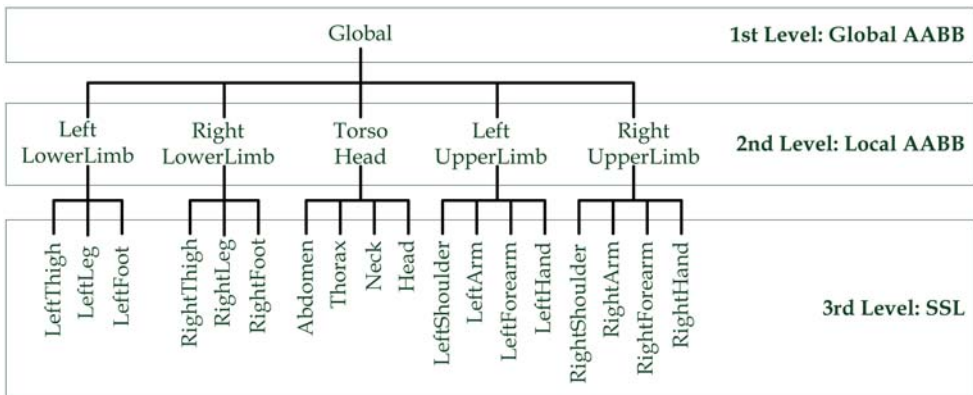 Global
1st Level: Global AABB
Left
LowerLimb
Right
LowerLimb
Torso
Head
Left
UpperLimb
Right
UpperLimb
2nd Level: Local AABB
LeftThigh
LeftLeg
LeftFoot
RightThigh
RightLeg
RightFoot
Abdomen
Thorax
Neck
Head
LeftShoulder
LeftArm
LeftForearm
LeftHand
RightShoulder
RightArm
RightForearm
RightHand
3rd Level: SSL